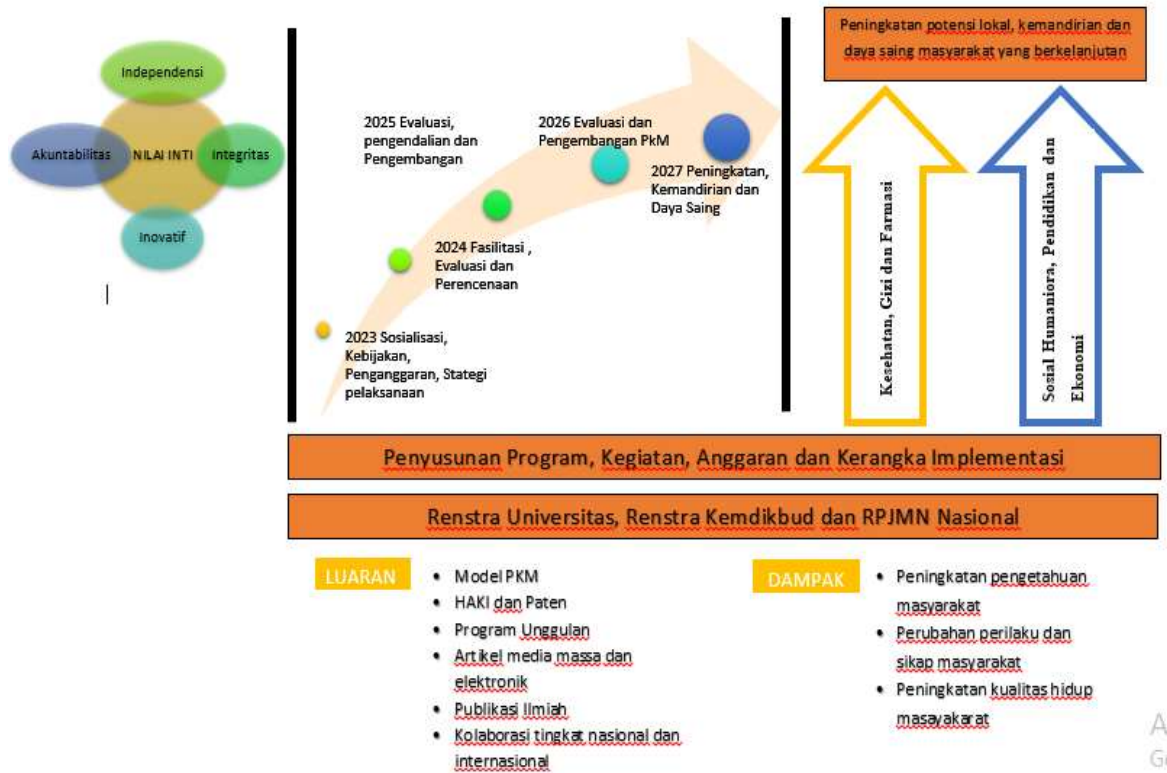 Independensi
Akuntabilitas
NILAI INTI
Integritas
Inovatif
2023 Sosialisasi,
Kebijakan,
Penganggaran, Stategi
pelaksanaan
2024 Fasilitasi ,
Evaluasi dan
Perencenaan
2025 Evaluasi,
pengendalian dan
Pengembangan
2026 Evaluasi dan
Pengembangan PkM
2027 Peningkatan,
Kemandirian dan
Daya Saing
Peningkatan potensi lokal, kemandirian dan
daya saing masyarakat yang berkelanjutan
Kesehatan, Gizi dan Farmasi
Sosial Humaniora, Pendidikan dan
Ekonomi
Penyusunan Program, Kegiatan, Anggaran dan Kerangka Implementasi
Renstra Universitas, Renstra Kemdikbud dan RPJMN Nasional
LUARAN
• Model PKM
• HAKI dan Paten
• Program Unggulan
• Artikel media massa dan
elektronik
• Publikasi Ilmiah
• Kolaborasi tingkat nasional dan
internasional
DAMPAK
• Peningkatan pengetahuan
masyarakat
• Perubahan perilaku dan
sikap masyarakat
• Peningkatan kualitas hidup
masayakarat